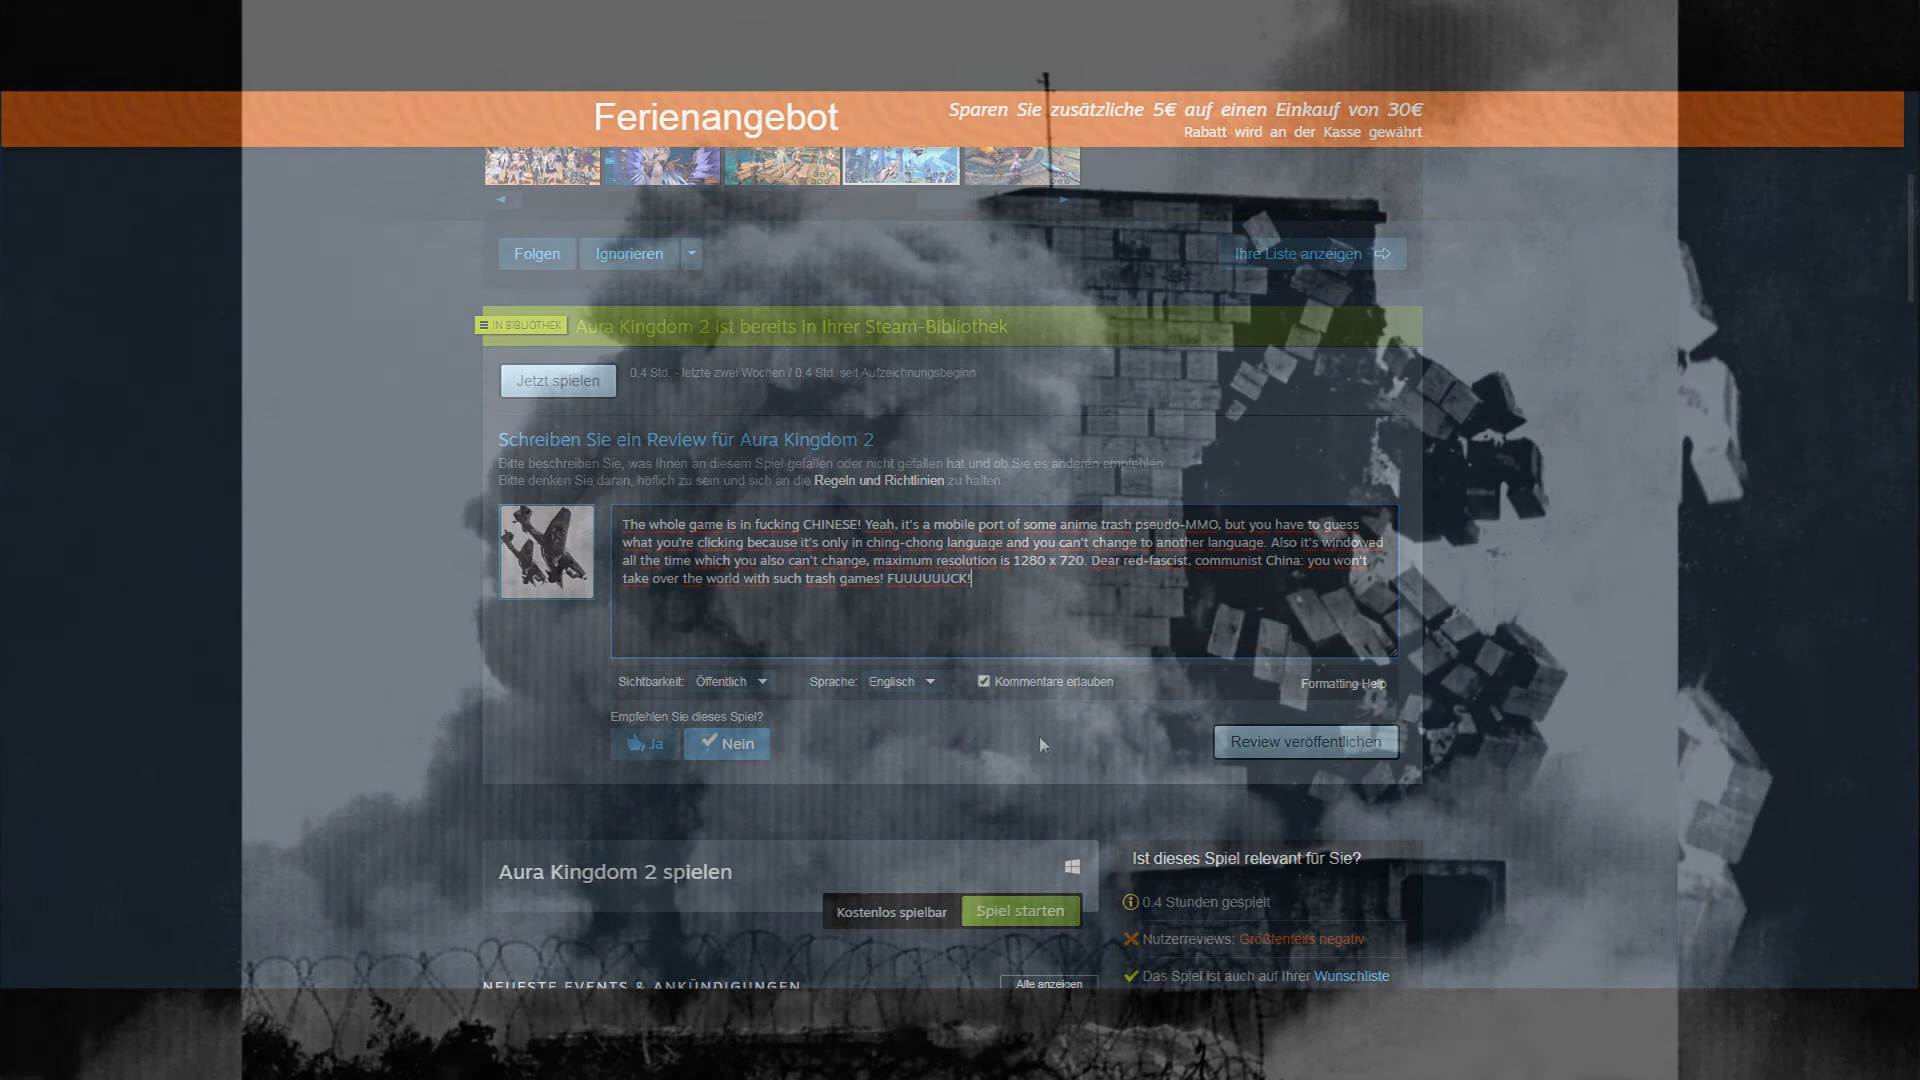 Ferienangebot
Sparen Sie zusätzliche 5€ auf einen Einkauf von 30€
Rabatt wird an der Kasse gewährt
Folgen
Ignorieren
Ihre Liste anzeigen
IN BIBLIOTHEK
Aura Kingdom 2 ist bereits in Ihrer Steam-Bibliothek
Jetzt spielen
0.4 Std. - letzte zwei Wochen / 0.4 Std. seit Aufzeichnungsbeginn
Schreiben Sie ein Review für Aura Kingdom 2
Bitte beschreiben Sie, was Ihnen an diesem Spiel gefallen oder nicht gefallen hat und ob Sie es anderen empfehlen
Bitte denken Sie daran, höflich zu sein und sich an die Regeln und Richtlinien zu halten.
The whole game is in fucking CHINESE! Yeah, it's a mobile port of some anime trash pseudo-MMO, but you have to guess
what you're clicking because it's only in ching-chong language and you can't change to another language. Also it's windowed
all the time which you also can't change, maximum resolution is 1280 x 720. Dear red-fascist, communist China: you won't
take over the world with such trash games! FUUUUUUCK!
Sichtbarkeit: Öffentlich
Sprache: Englisch
Kommentare erlauben
Formatting Help
Empfehlen Sie dieses Spiel?
Ja
Nein
Review veröffentlichen
Aura Kingdom 2 spielen
Kostenlos spielbar
Spiel starten
Ist dieses Spiel relevant für Sie?
0.4 Stunden gespielt
Nutzerreviews: Größtenteils negativ
Das Spiel ist auch auf Ihrer Wunschliste
NEUESTE EVENTS & ANKÜNDIGUNGEN
Alle anzeigen